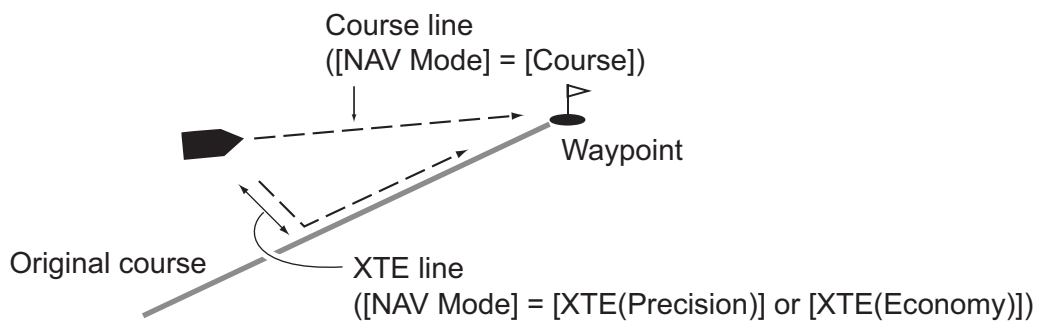 Course line
([NAV Mode] = [Course])
Waypoint
Original course
XTE line
([NAV Mode] = [XTE(Precision)] or [XTE(Economy)])